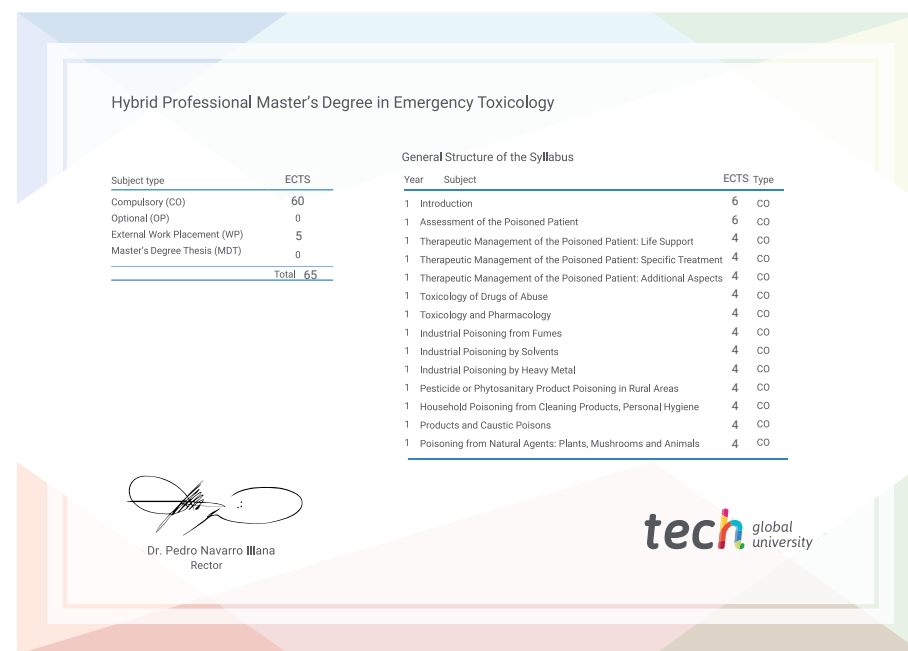 Hybrid Professional Master's Degree in Emergency Toxicology
General Structure of the Syllabus
Subject type ECTS
Compulsory (CO) 60
Optional (OP) 0
External Work Placement (WP) 5
Master's Degree Thesis (MDT) 0
Total 65
Year Subject ECTS Type
1 Introduction 6 CO
1 Assessment of the Poisoned Patient 6 CO
1 Therapeutic Management of the Poisoned Patient: Life Support 4 CO
1 Therapeutic Management of the Poisoned Patient: Specific Treatment 4 CO
1 Therapeutic Management of the Poisoned Patient: Additional Aspects 4 CO
1 Toxicology of Drugs of Abuse 4 CO
1 Toxicology and Pharmacology 4 CO
1 Industrial Poisoning from Fumes 4 CO
1 Industrial Poisoning by Solvents 4 CO
1 Industrial Poisoning by Heavy Metal 4 CO
1 Pesticide or Phytosanitary Product Poisoning in Rural Areas 4 CO
1 Household Poisoning from Cleaning Products, Personal Hygiene 4 CO
1 Products and Caustic Poisons 4 CO
1 Poisoning from Natural Agents: Plants, Mushrooms and Animals 4 CO
Dr. Pedro Navarro Illana
Rector
tech global
university